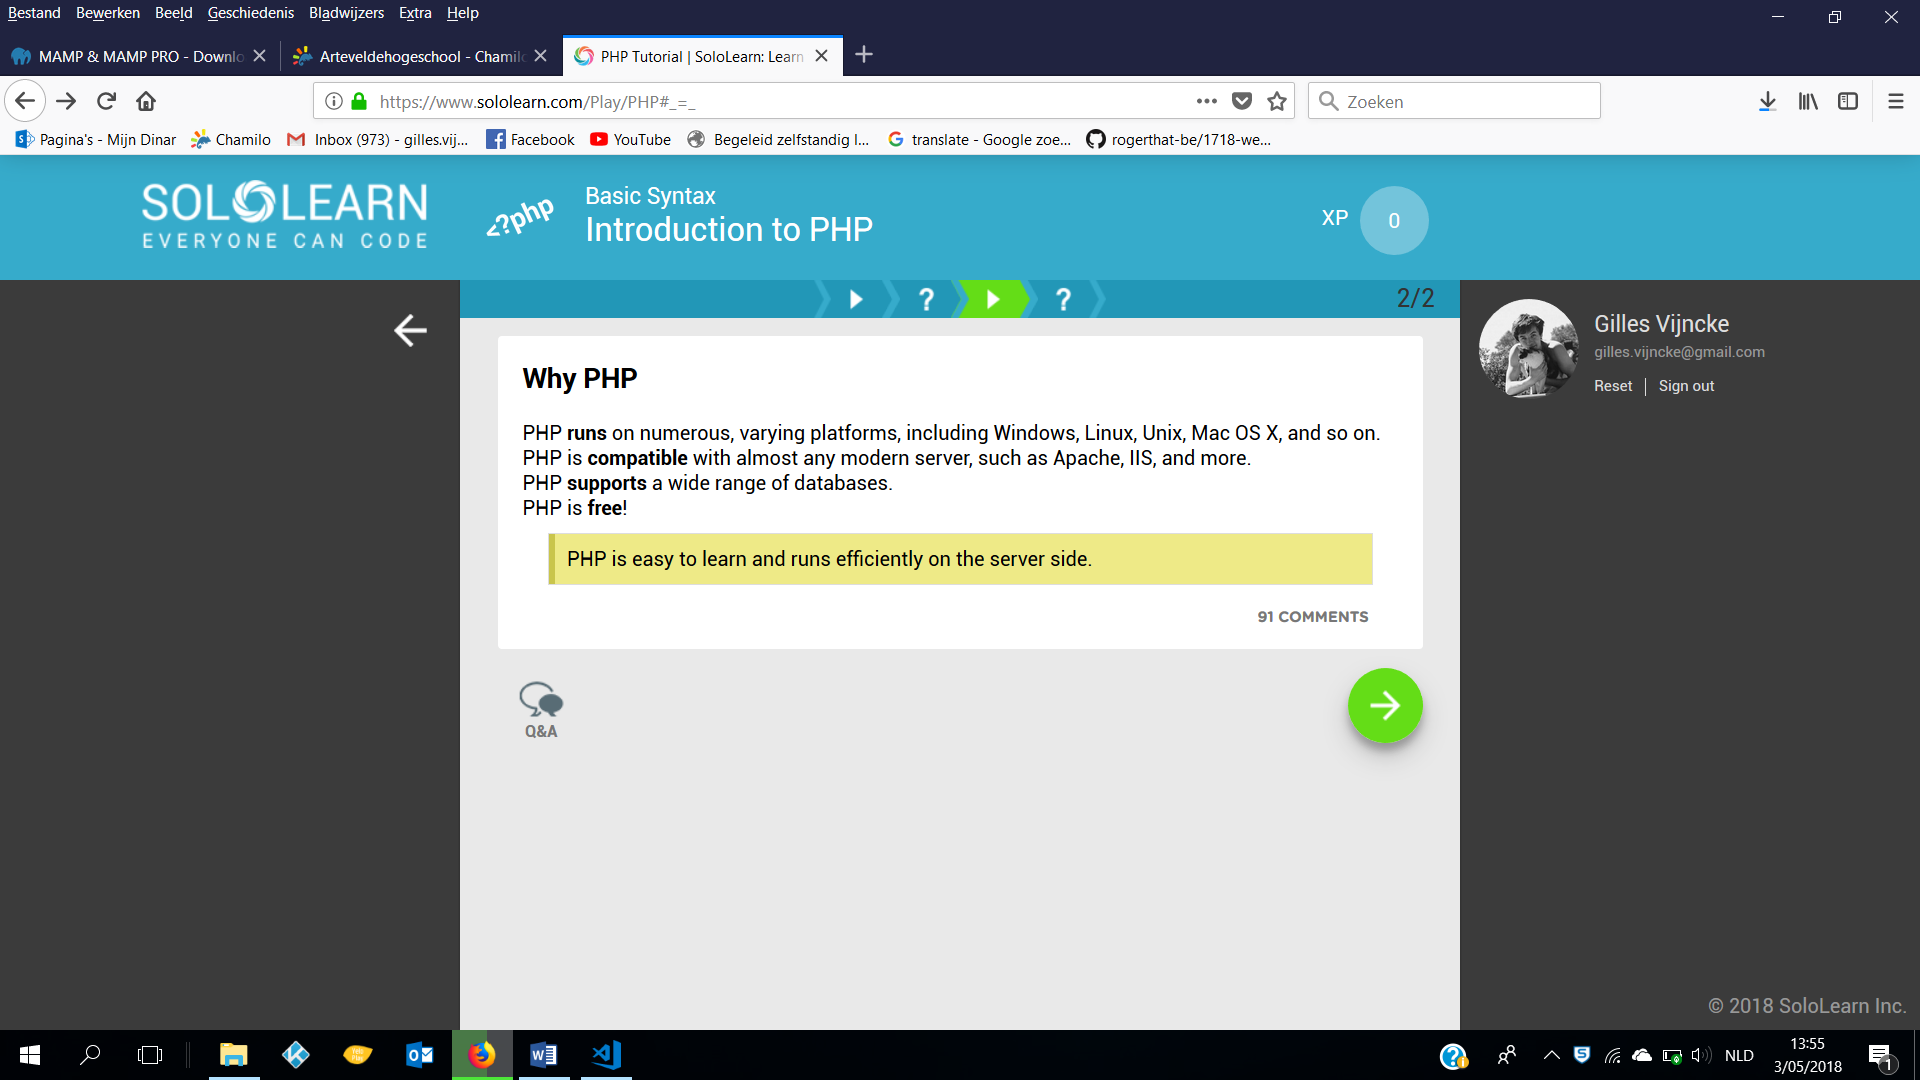 Bestand Bewerken Beeld Geschiedenis Bladwijzers Extra Help
MAMP & MAMP PRO - Downlo Arteveldehogeschool - Chamilo PHP Tutorial | SoloLearn: Learn
https://www.sololearn.com/Play/PHP#_=_ Zoeken
Pagina's - Mijn Dinar Chamilo Inbox (973) - gilles.vij... Facebook YouTube Begeleid zelfstandig l... translate - Google zoe... rogerthat-be/1718-we...
SOLOLEARN
EVERYONE CAN CODE
<?php
Basic Syntax
Introduction to PHP
XP 0
? ? 2/2
Gilles Vijncke
gilles.vijncke@gmail.com
Reset | Sign out
Why PHP
PHP runs on numerous, varying platforms, including Windows, Linux, Unix, Mac OS X, and so on.
PHP is compatible with almost any modern server, such as Apache, IIS, and more.
PHP supports a wide range of databases.
PHP is free!
PHP is easy to learn and runs efficiently on the server side.
91 COMMENTS
Q&A
© 2018 SoloLearn Inc.
NLD
13:55
3/05/2018
1